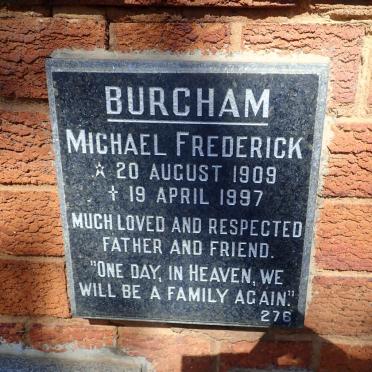 BURCHAM
MICHAEL FREDERICK
☆ 20 AUGUST 1909
✝ 19 APRIL 1997
MUCH LOVED AND RESPECTED
FATHER AND FRIEND.
"ONE DAY, IN HEAVEN, WE
WILL BE A FAMILY AGAIN."
276